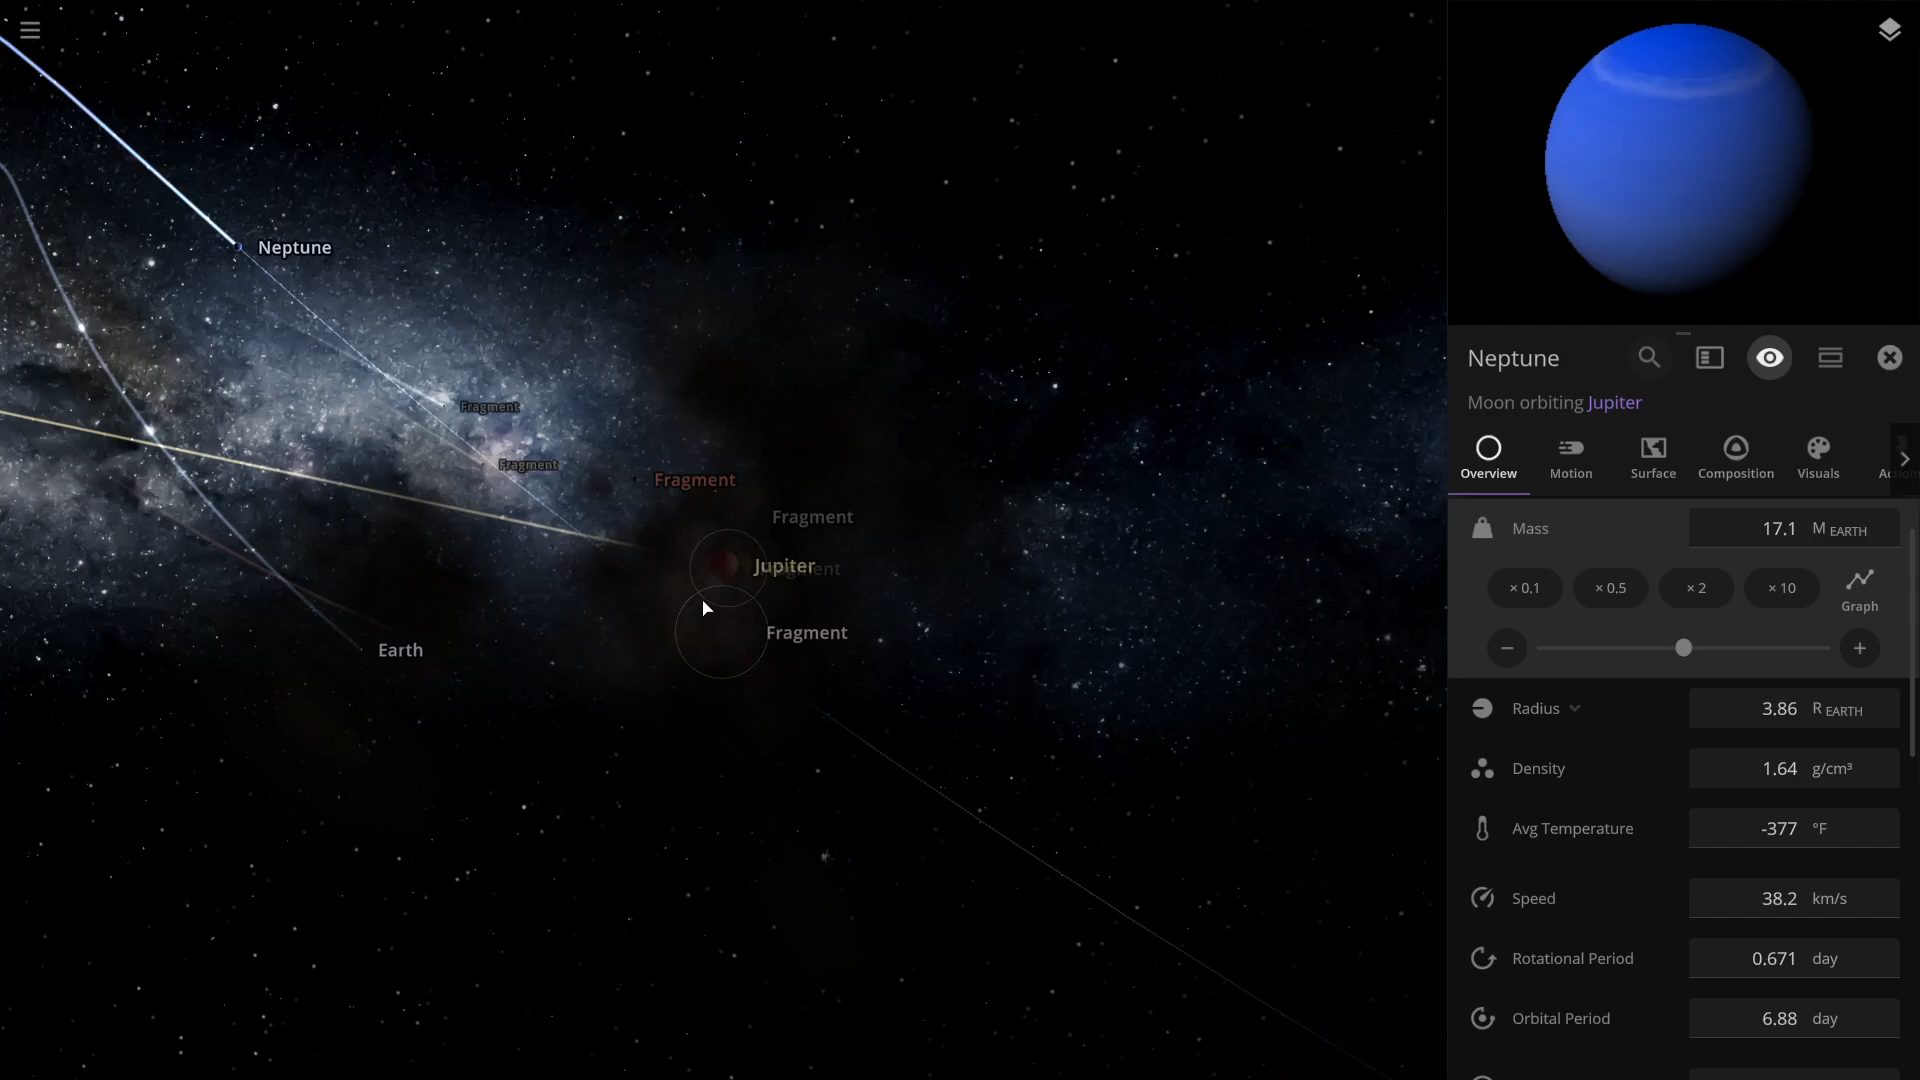 Neptune
Fragment
Fragment
Fragment
Fragment
Jupiter
Fragment
Earth
Neptune
Moon orbiting Jupiter
Overview Motion Surface Composition Visuals
Mass 17.1 M EARTH
× 0.1 × 0.5 × 2 × 10 Graph
Radius 3.86 R EARTH
Density 1.64 g/cm³
Avg Temperature -377 °F
Speed 38.2 km/s
Rotational Period 0.671 day
Orbital Period 6.88 day